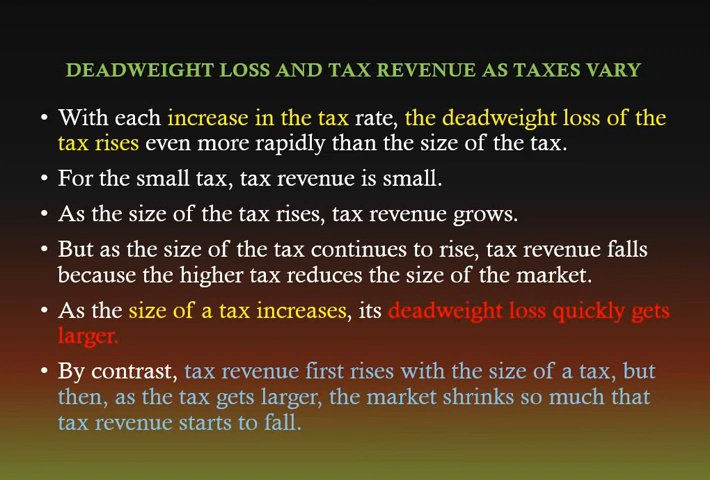 DEADWEIGHT LOSS AND TAX REVENUE AS TAXES VARY
• With each increase in the tax rate, the deadweight loss of the
tax rises even more rapidly than the size of the tax.
• For the small tax, tax revenue is small.
• As the size of the tax rises, tax revenue grows.
• But as the size of the tax continues to rise, tax revenue falls
because the higher tax reduces the size of the market.
• As the size of a tax increases, its deadweight loss quickly gets
larger.
• By contrast, tax revenue first rises with the size of a tax, but
then, as the tax gets larger, the market shrinks so much that
tax revenue starts to fall.